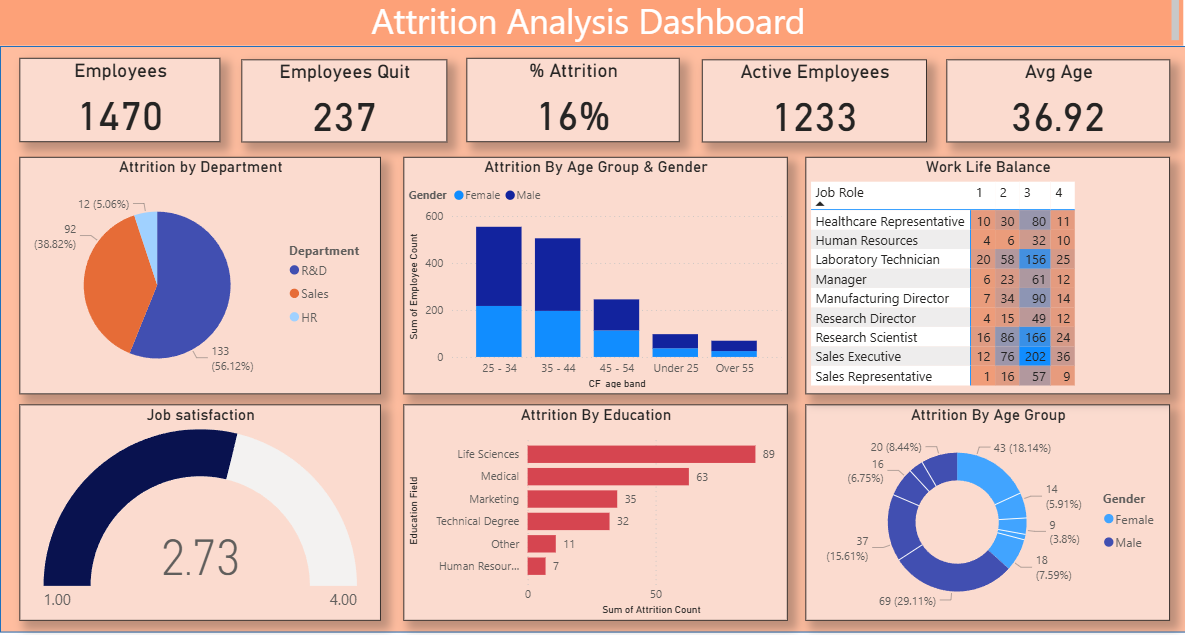 Attrition Analysis Dashboard
Employees
1470
Employees Quit
237
% Attrition
16%
Active Employees
1233
Avg Age
36.92
Attrition by Department
12 (5.06%)
92
(38.82%)
133
(56.12%)
Department
R&D
Sales
HR
Attrition By Age Group & Gender
Gender Female Male
Sum of Employee Count
600
400
200
0
25 - 34 35 - 44 45 - 54 Under 25 Over 55
CF_age band
Work Life Balance
Job Role 1 2 3 4
Healthcare Representative 10 30 80 11
Human Resources 4 6 32 10
Laboratory Technician 20 58 156 25
Manager 6 23 61 12
Manufacturing Director 7 34 90 14
Research Director 4 15 49 12
Research Scientist 16 86 166 24
Sales Executive 12 76 202 36
Sales Representative 1 16 57 9
Job satisfaction
2.73
1.00 4.00
Attrition By Education
Education Field
Life Sciences 89
Medical 63
Marketing 35
Technical Degree 32
Other 11
Human Resour... 7
0 50
Sum of Attrition Count
Attrition By Age Group
20 (8.44%)
43 (18.14%)
16
(6.75%)
14
(5.91%)
9
(3.8%)
37
(15.61%)
18
(7.59%)
69 (29.11%)
Gender
Female
Male